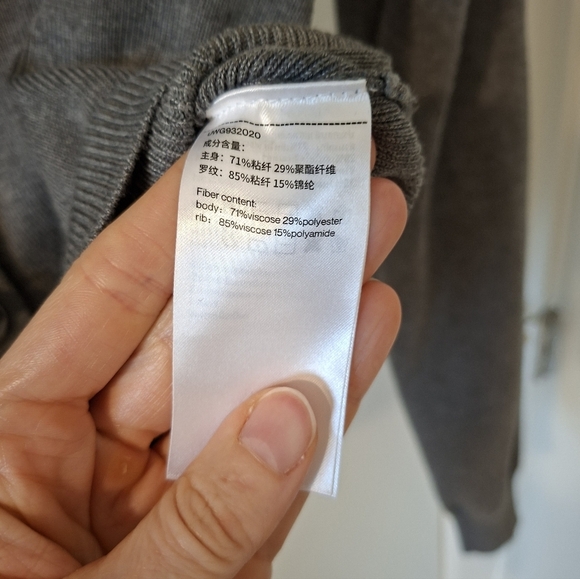 UWG932020
成分含量：
主身：71%粘纤 29%聚酯纤维
罗纹：85%粘纤 15%锦纶
Fiber content:
body：71%viscose 29%polyester
rib：85%viscose 15%polyamide